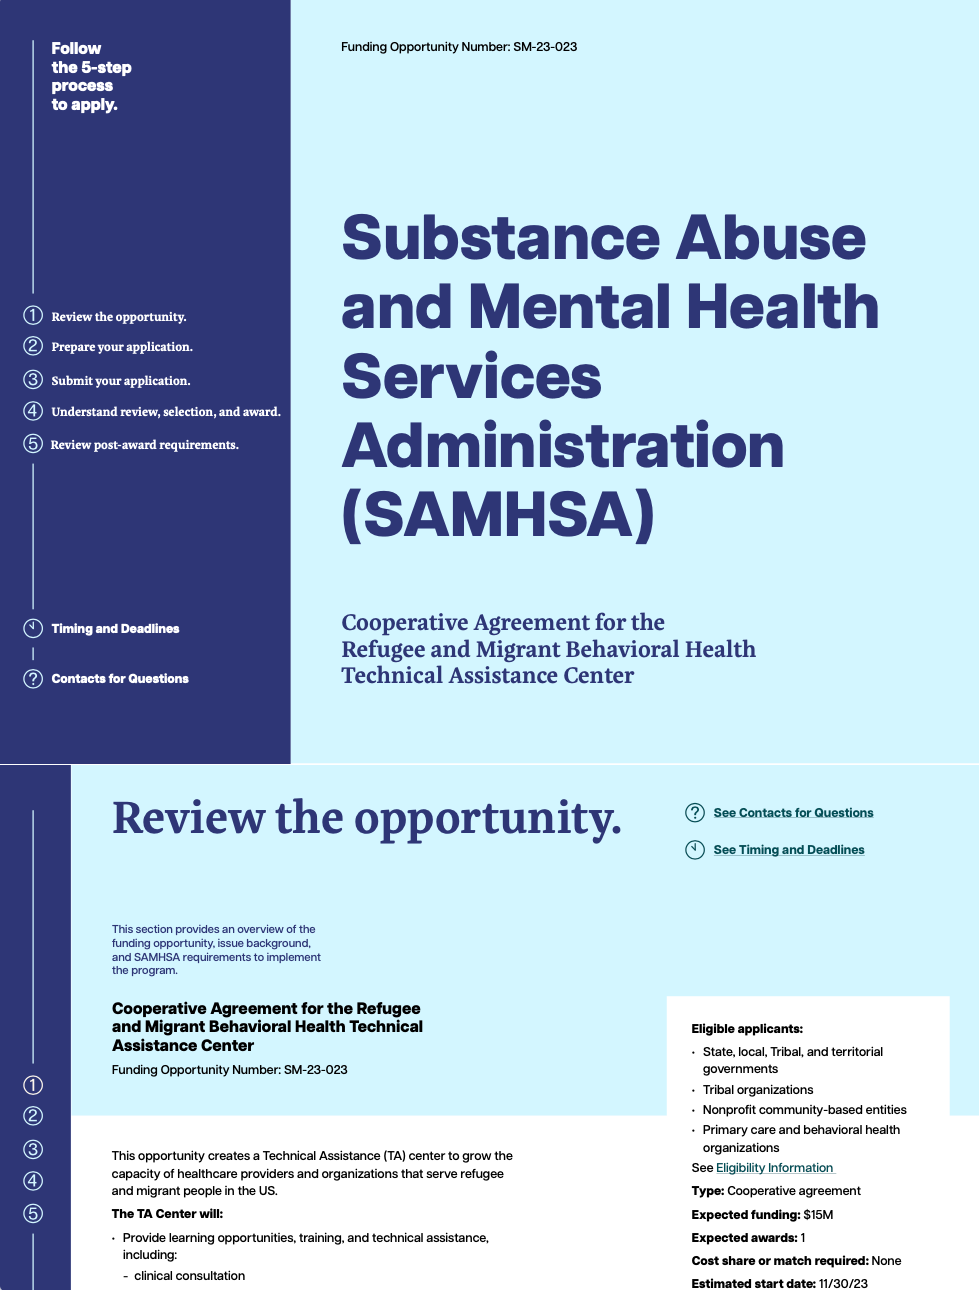 Follow
the 5-step
process
to apply.
1 Review the opportunity.
2 Prepare your application.
3 Submit your application.
4 Understand review, selection, and award.
5 Review post-award requirements.
Timing and Deadlines
? Contacts for Questions
Funding Opportunity Number: SM-23-023
Substance Abuse
and Mental Health
Services
Administration
(SAMHSA)
Cooperative Agreement for the
Refugee and Migrant Behavioral Health
Technical Assistance Center
Review the opportunity.
? See Contacts for Questions
See Timing and Deadlines
This section provides an overview of the
funding opportunity, issue background,
and SAMHSA requirements to implement
the program.
Cooperative Agreement for the Refugee
and Migrant Behavioral Health Technical
Assistance Center
Funding Opportunity Number: SM-23-023
1
2
3
4
5
This opportunity creates a Technical Assistance (TA) center to grow the
capacity of healthcare providers and organizations that serve refugee
and migrant people in the US.
The TA Center will:
· Provide learning opportunities, training, and technical assistance,
including:
- clinical consultation
Eligible applicants:
· State, local, Tribal, and territorial
governments
· Tribal organizations
· Nonprofit community-based entities
· Primary care and behavioral health
organizations
See Eligibility Information
Type: Cooperative agreement
Expected funding: $15M
Expected awards: 1
Cost share or match required: None
Estimated start date: 11/30/23